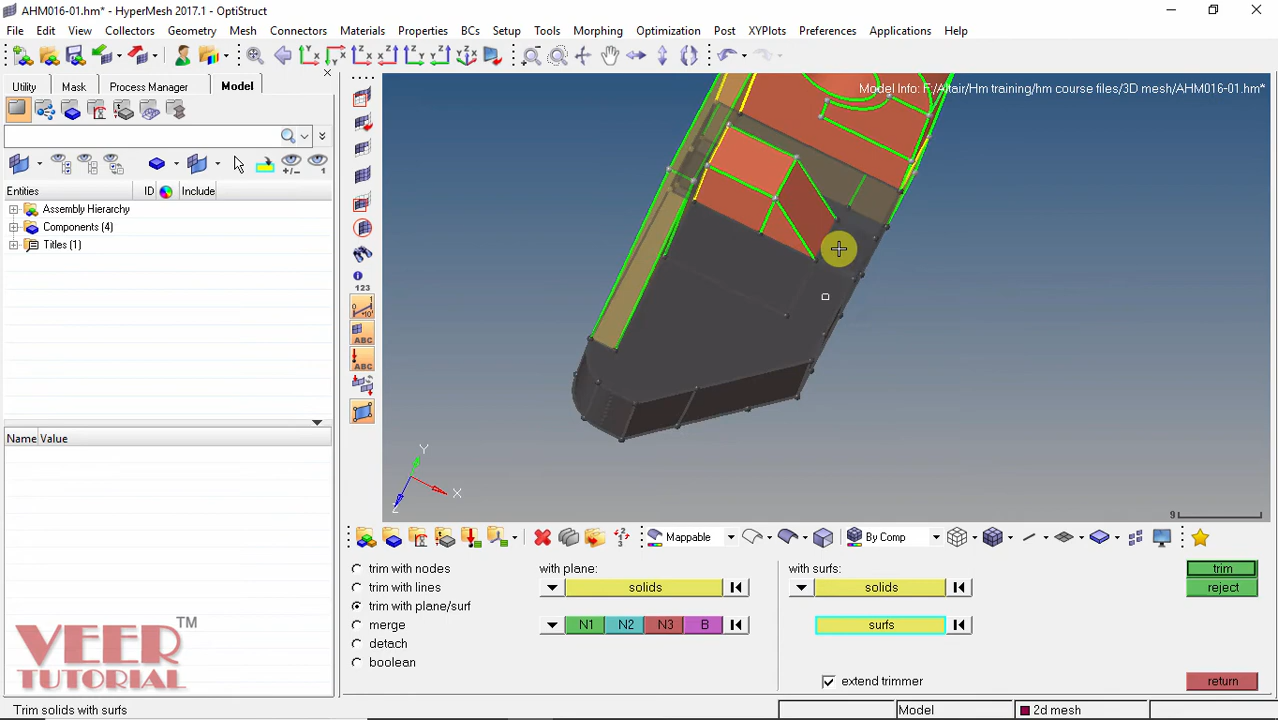 AHM016-01.hm* - HyperMesh 2017.1 - OptiStruct
File Edit View Collectors Geometry Mesh Connectors Materials Properties BCs Setup Tools Morphing Optimization Post XYPlots Preferences Applications Help
Utility Mask Process Manager Model
Model Info: F:/Altair/Hm training/hm course files/3D mesh/AHM016-01.hm*
Entities ID Include
Assembly Hierarchy
Components (4)
Titles (1)
123
ABC
ABC
Name Value
Y
X
Z
9
Mappable By Comp
trim with nodes
trim with lines
trim with plane/surf
merge
detach
boolean
with plane:
solids
N1 N2 N3 B
with surfs:
solids
surfs
extend trimmer
trim
reject
return
VEER TM
TUTORIAL
Trim solids with surfs
Model 2d mesh